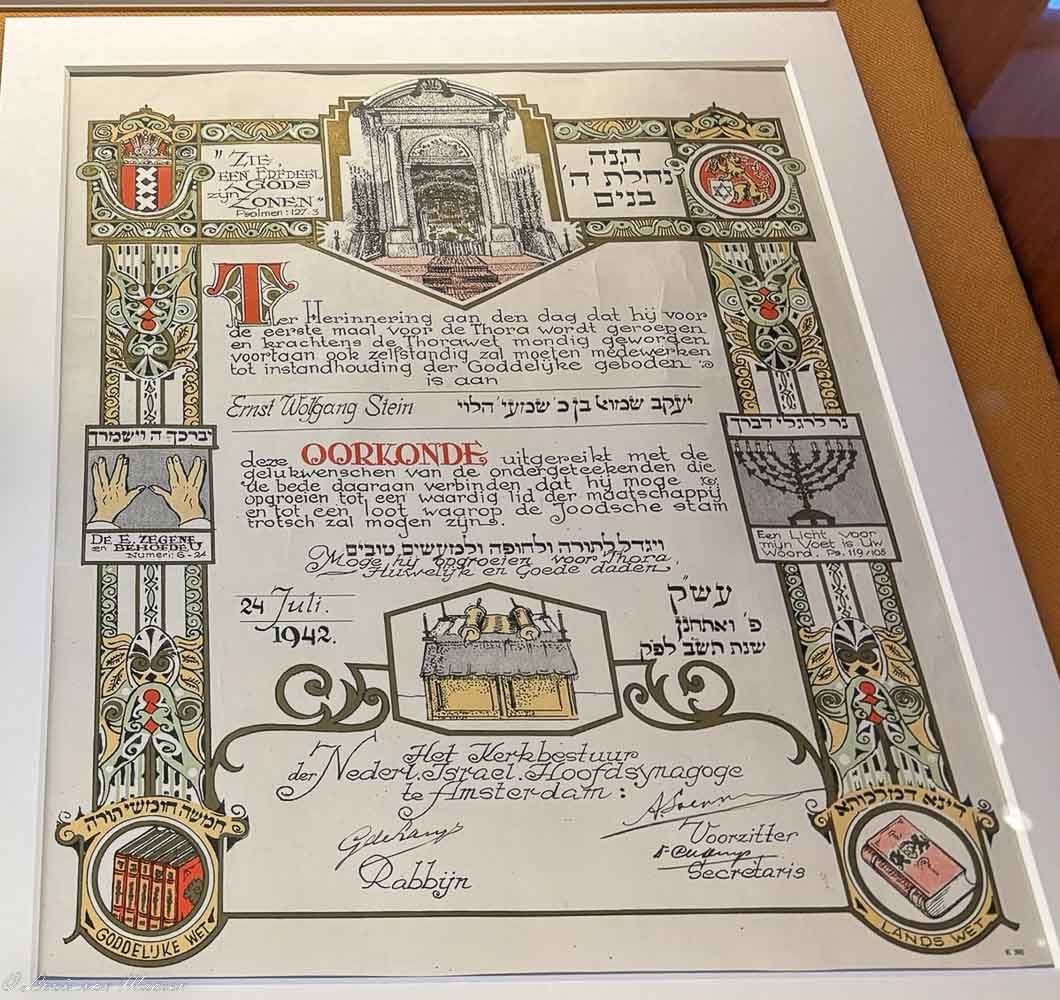 "Zie,
een Erfdeel
Gods
zijn
Zonen"
Psalmen: 127.3
הנה
נחלת ה'
בנים
Ter Herinnering aan den dag dat hij voor
de eerste maal voor de Thora wordt geroepen
en krachtens de Thorawet mondig geworden
voortaan ook zelfstandig zal moeten medewerken
tot instandhouding der Goddelijke geboden
is aan
Ernst Wolfgang Stein יעקב שמואל בן כ' שמעי' הלוי
deze OORKONDE uitgereikt met de
gelukwenschen van de ondergeteekenden die
de bede daaraan verbinden, dat hij moge
opgroeien tot een waardig lid der maatschappij
en tot een loot waarop de Joodsche stam
trotsch zal mogen zijn.
יברכך ה וישמרך
De E. zegene
en behoede U
Numeri: 6-24
נר לרגלי דברך
Een Licht voor
mijn Voet is Uw
Woord. Ps. 119/105
ויגדל לתורה ולחופה ולמעשים טובים
Moge hij opgroeien voor Thora,
Huwelijk en Goede daden
24 Juli.
1942.
עש"ק
פ' ואתחנן
שנת תש"ב לפ"ק
Het Kerkbestuur
der Nederl. Israel. Hoofdsynagoge
te Amsterdam:
Rabbijn
Voorzitter
Secretaris
חמשה חומשי תורה
GODDELIJKE WET
דינא דמלכותא
LANDS WET